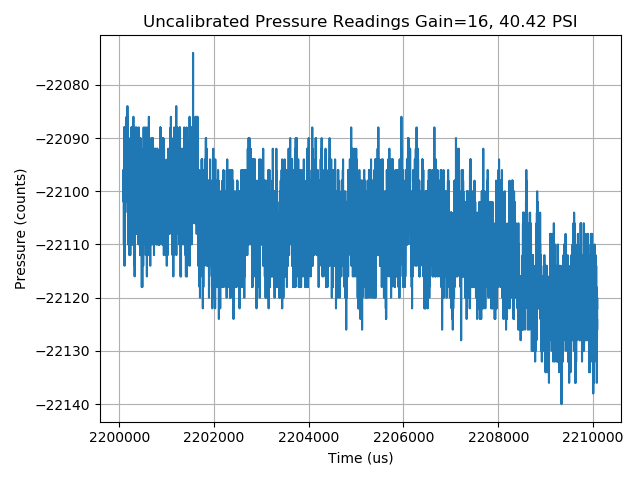 Uncalibrated Pressure Readings Gain=16, 40.42 PSI
Pressure (counts)
−22080
−22090
−22100
−22110
−22120
−22130
−22140
2200000 2202000 2204000 2206000 2208000 2210000
Time (us)